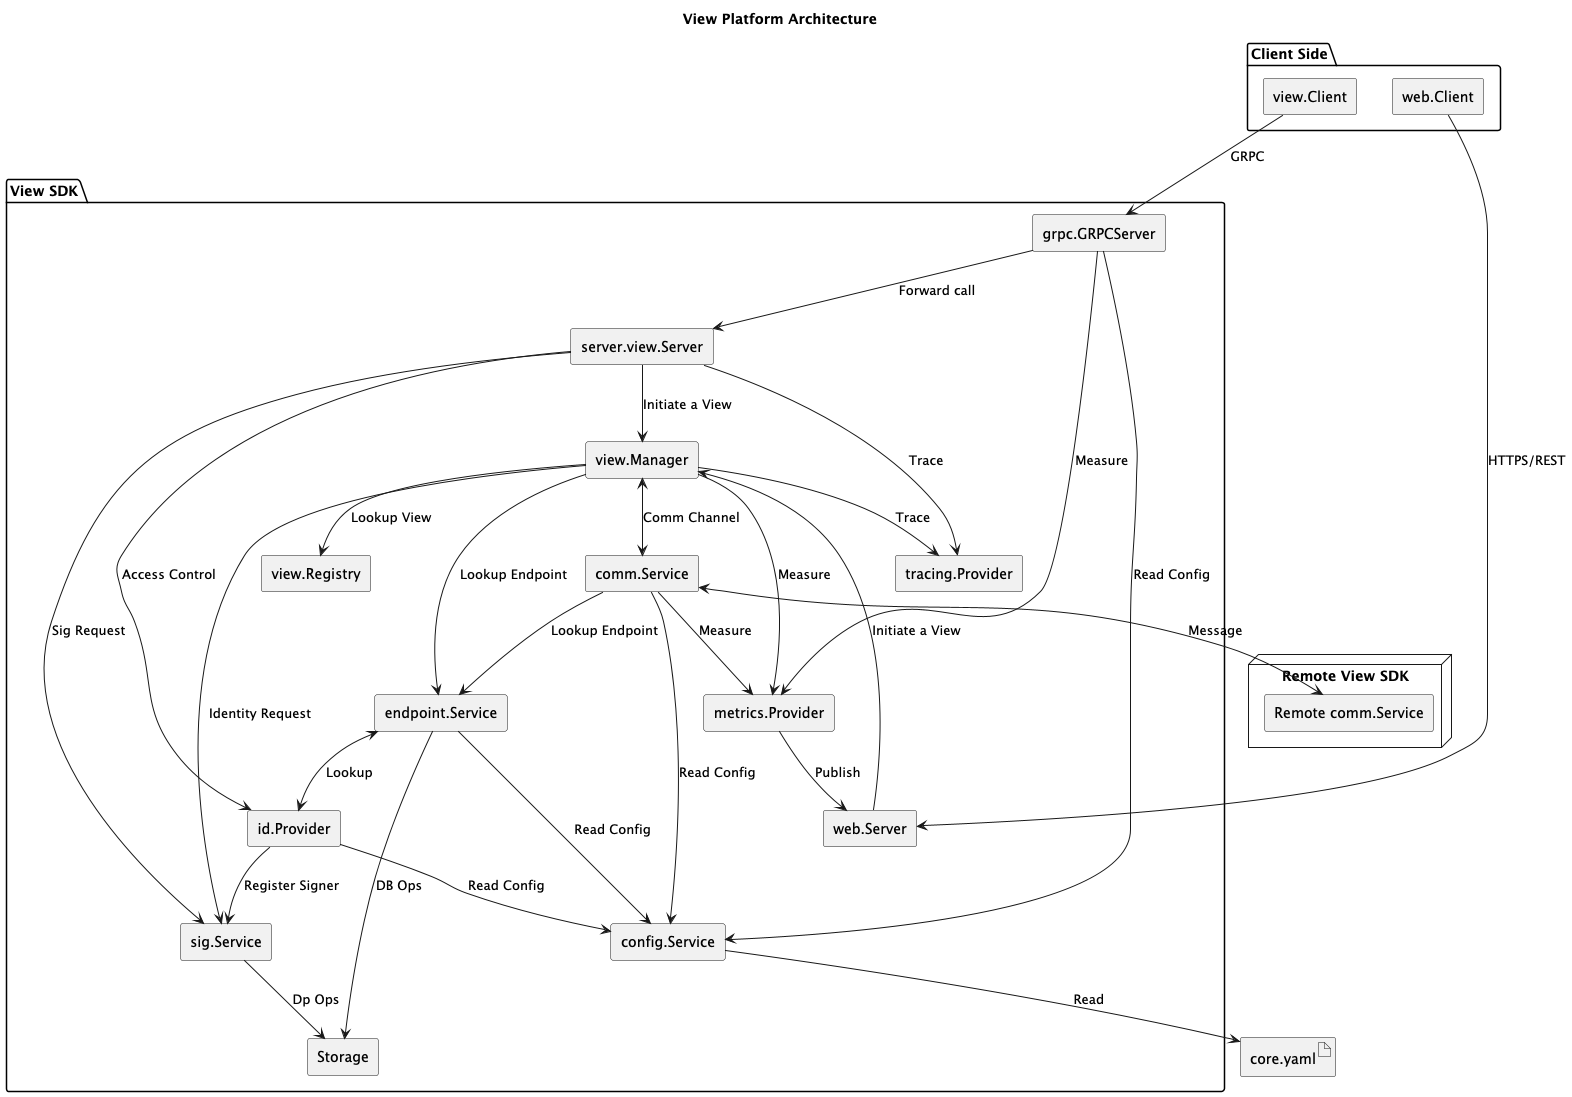 View Platform Architecture
Client Side
view.Client
web.Client
GRPC
View SDK
grpc.GRPCServer
Forward call
server.view.Server
Initiate a View
view.Manager
Trace
Measure
HTTPS/REST
Lookup View
Comm Channel
Trace
view.Registry
comm.Service
tracing.Provider
Access Control
Lookup Endpoint
Measure
Read Config
Sig Request
Lookup Endpoint
Measure
Initiate a View
Message
Remote View SDK
Remote comm.Service
Identity Request
endpoint.Service
metrics.Provider
Lookup
Read Config
Publish
id.Provider
Read Config
web.Server
Register Signer
DB Ops
Read Config
sig.Service
config.Service
Dp Ops
Read
Storage
core.yaml